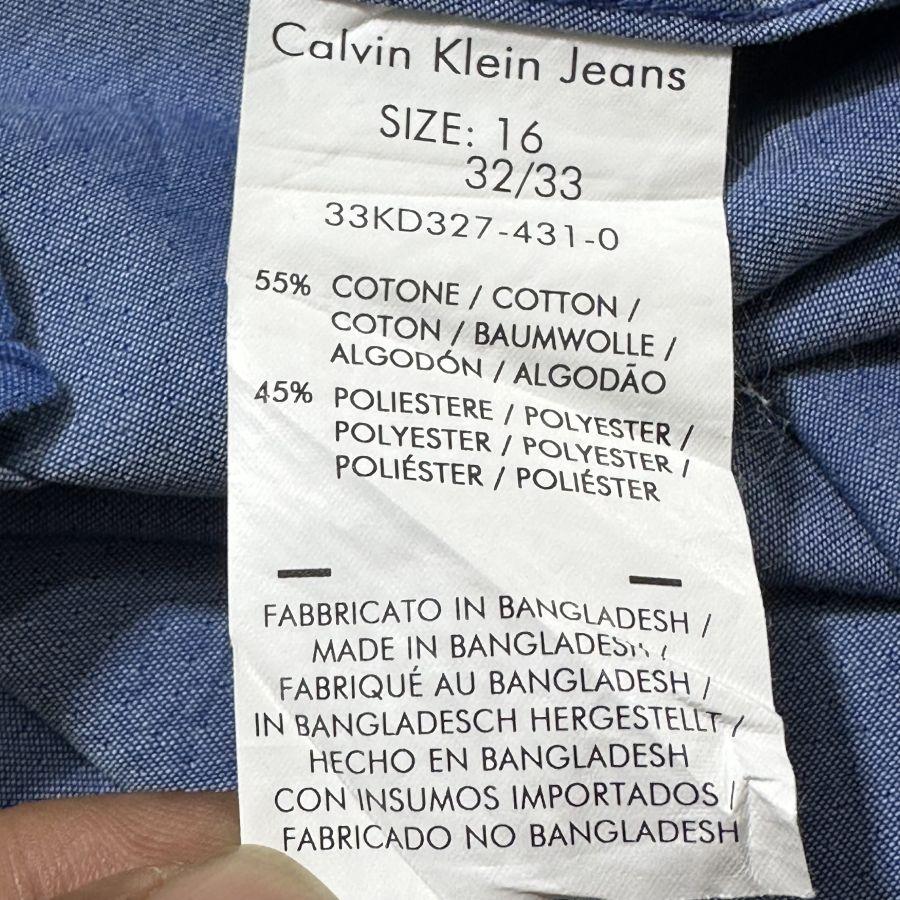 Calvin Klein Jeans
SIZE: 16
32/33
33KD327-431-0
55% COTONE / COTTON /
COTON / BAUMWOLLE /
ALGODÓN / ALGODÃO
45% POLIESTERE / POLYESTER /
POLYESTER / POLYESTER /
POLIÉSTER / POLIÉSTER
FABBRICATO IN BANGLADESH /
MADE IN BANGLADESH /
FABRIQUÉ AU BANGLADESH /
IN BANGLADESCH HERGESTELLT /
HECHO EN BANGLADESH
CON INSUMOS IMPORTADOS /
FABRICADO NO BANGLADESH